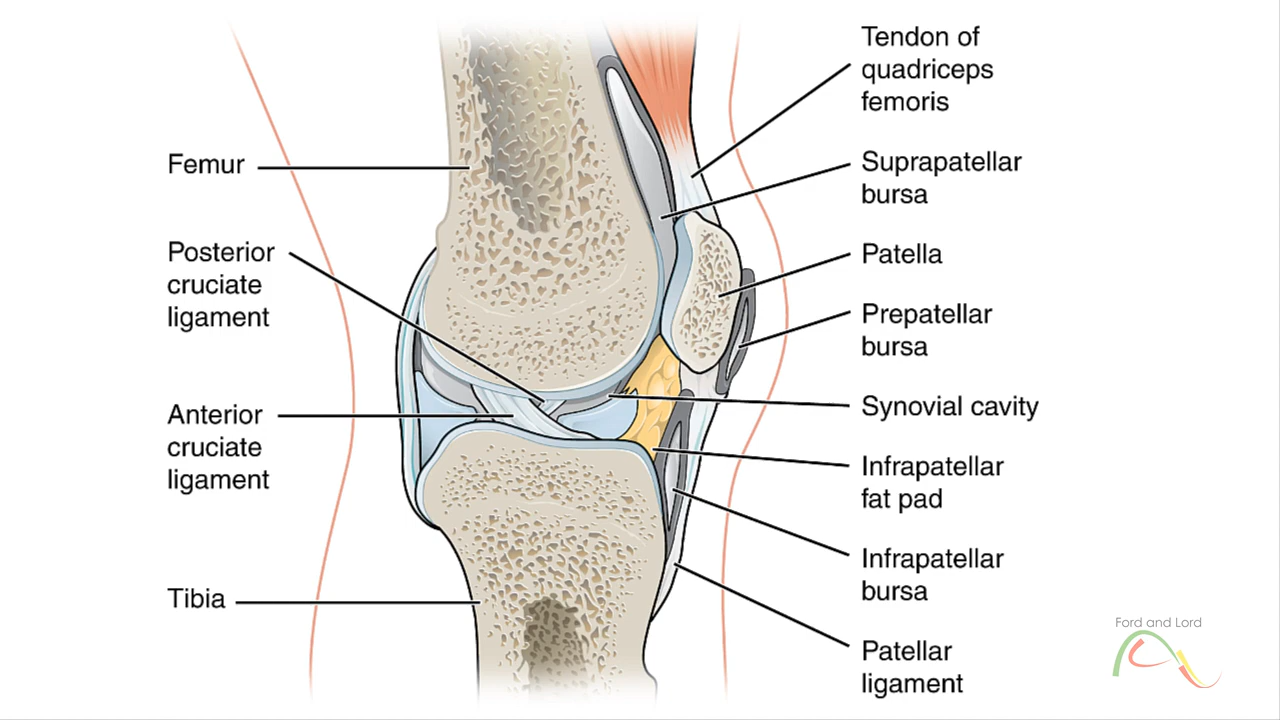 Femur
Posterior
cruciate
ligament
Anterior
cruciate
ligament
Tibia
Tendon of
quadriceps
femoris
Suprapatellar
bursa
Patella
Prepatellar
bursa
Synovial cavity
Infrapatellar
fat pad
Infrapatellar
bursa
Patellar
ligament
Ford and Lord